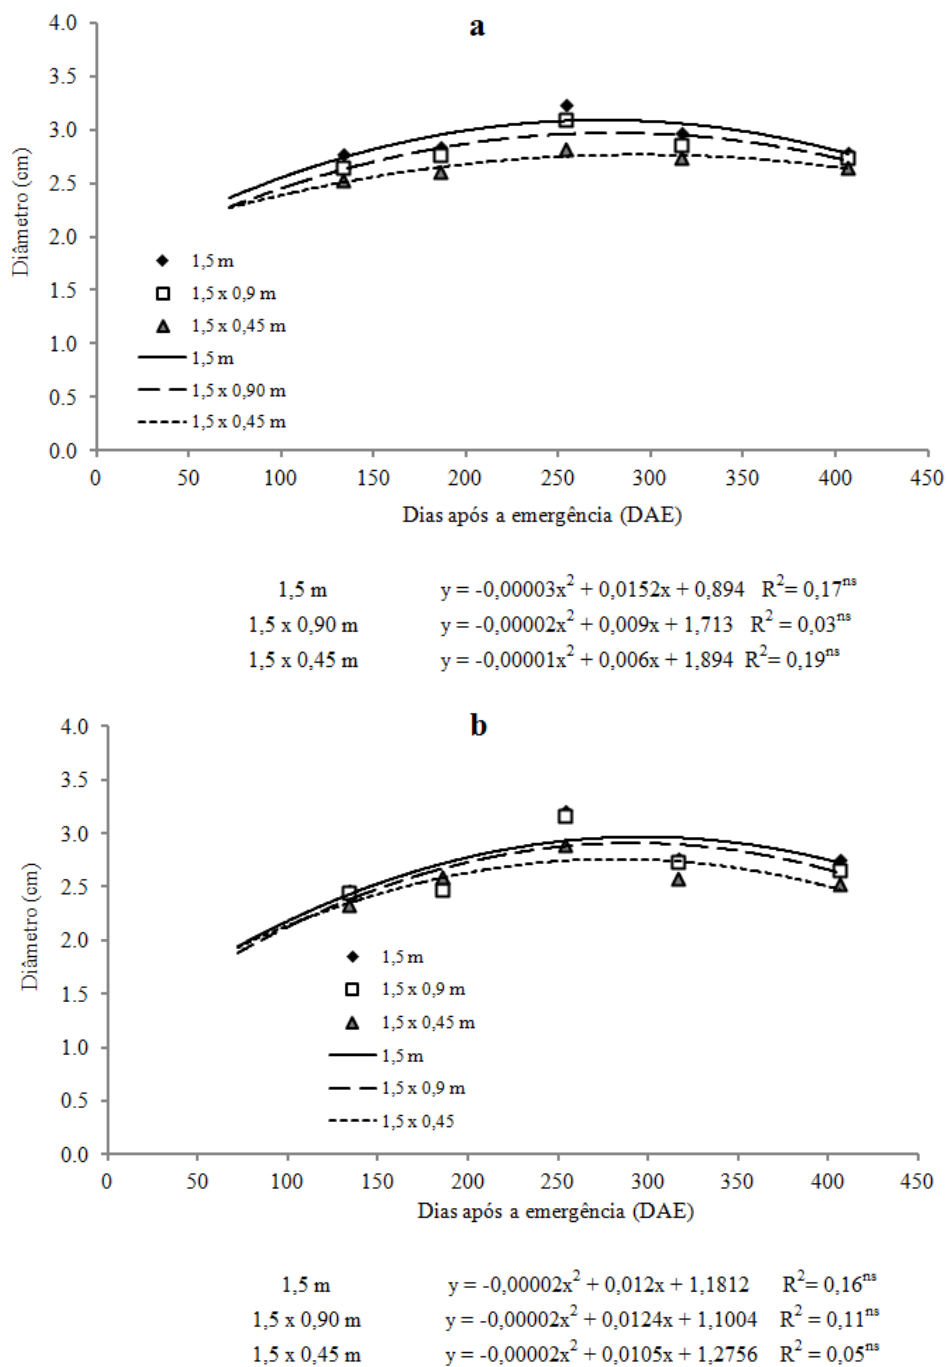 a
4.0
3.5
3.0
2.5
2.0
1.5
1.0
0.5
0.0
Diâmetro (cm)
1,5 m
1,5 x 0,9 m
1,5 x 0,45 m
1,5 m
1,5 x 0,90 m
1,5 x 0,45 m
0 50 100 150 200 250 300 350 400 450
Dias após a emergência (DAE)
1,5 m y = -0,00003x² + 0,0152x + 0,894 R²= 0,17ⁿˢ
1,5 x 0,90 m y = -0,00002x² + 0,009x + 1,713 R² = 0,03ⁿˢ
1,5 x 0,45 m y = -0,00001x² + 0,006x + 1,894 R²= 0,19ⁿˢ
b
4.0
3.5
3.0
2.5
2.0
1.5
1.0
0.5
0.0
Diâmetro (cm)
1,5 m
1,5 x 0,9 m
1,5 x 0,45 m
1,5 m
1,5 x 0,9 m
1,5 x 0,45
0 50 100 150 200 250 300 350 400 450
Dias após a emergência (DAE)
1,5 m y = -0,00002x² + 0,012x + 1,1812 R²= 0,16ⁿˢ
1,5 x 0,90 m y = -0,00002x² + 0,0124x + 1,1004 R² = 0,11ⁿˢ
1,5 x 0,45 m y = -0,00002x² + 0,0105x + 1,2756 R² = 0,05ⁿˢ